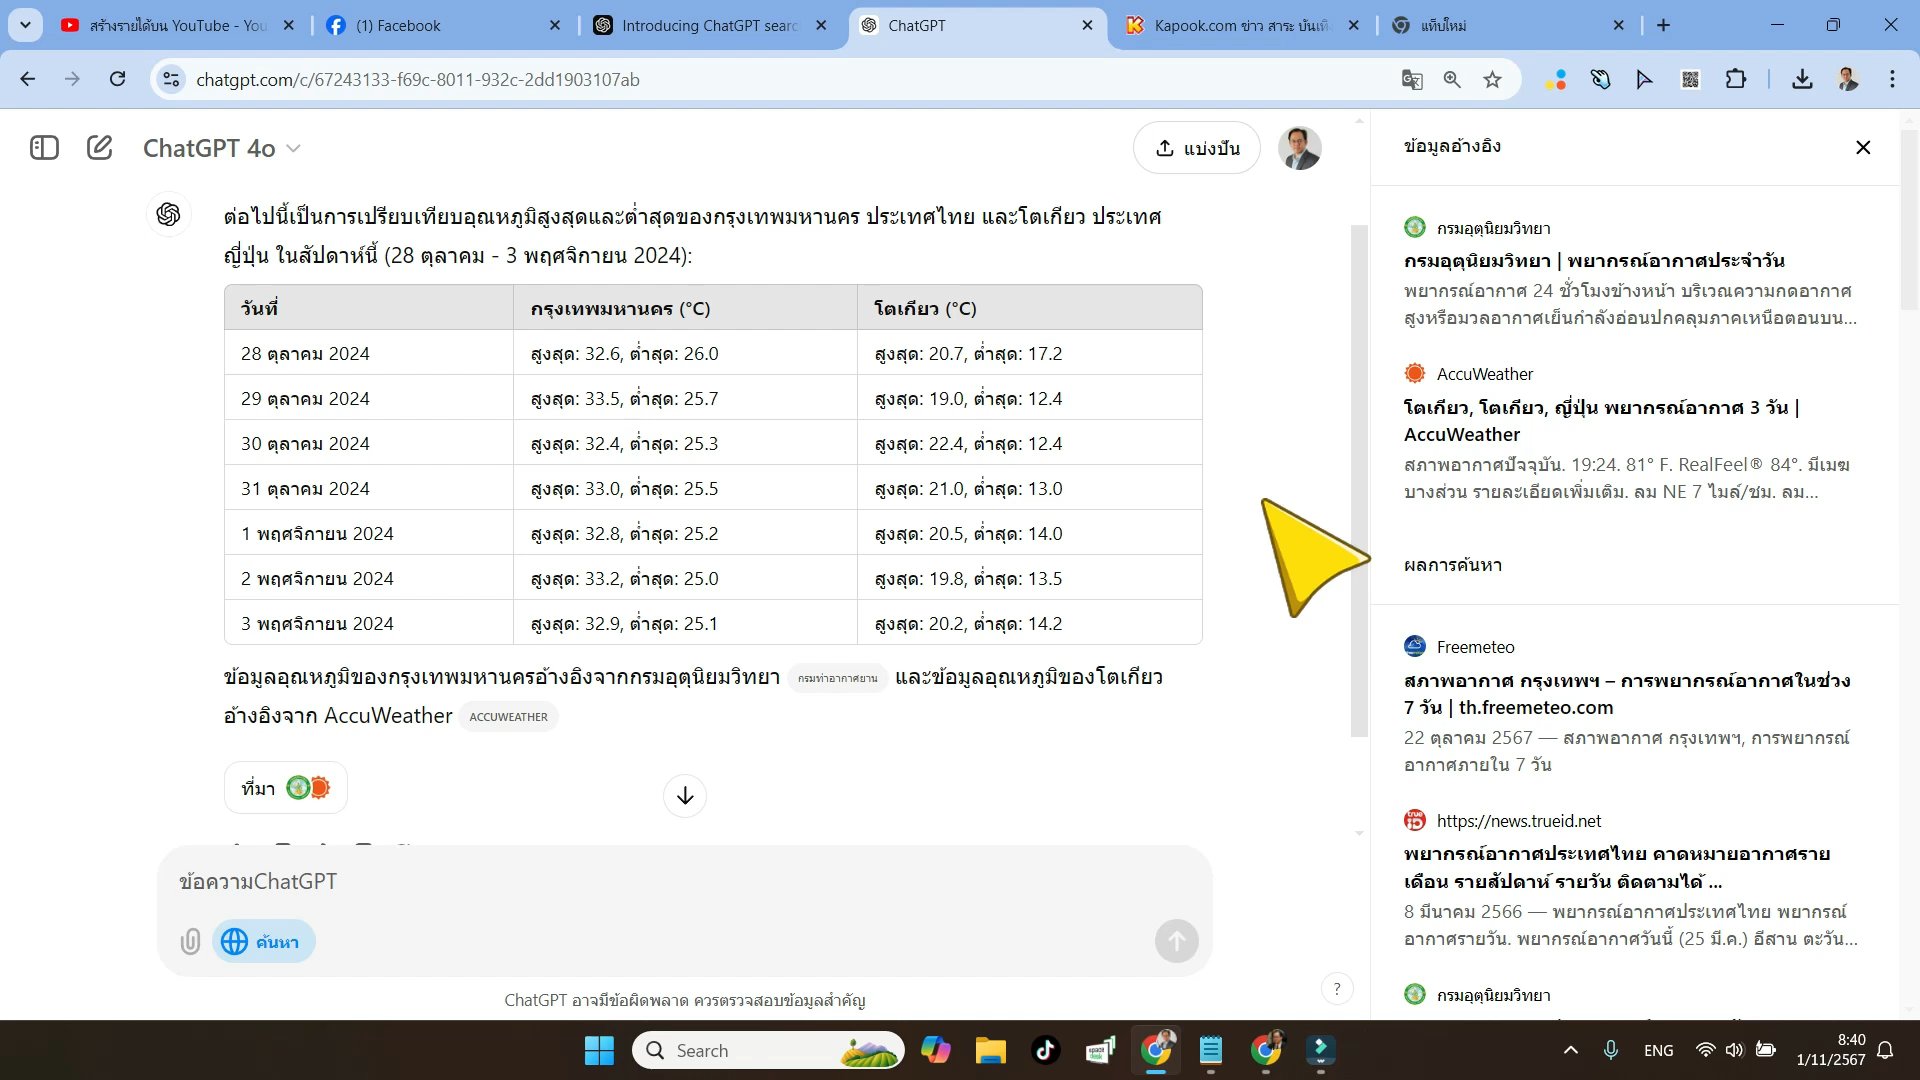 สร้างรายได้บน YouTube - You
(1) Facebook
Introducing ChatGPT searc
ChatGPT
Kapook.com ข่าว สาระ บันเทิ
แท็บใหม่
chatgpt.com/c/67243133-f69c-8011-932c-2dd1903107ab
ChatGPT 4o
แบ่งปัน
ต่อไปนี้เป็นการเปรียบเทียบอุณหภูมิสูงสุดและต่ำสุดของกรุงเทพมหานคร ประเทศไทย และโตเกียว ประเทศ
ญี่ปุ่น ในสัปดาห์นี้ (28 ตุลาคม - 3 พฤศจิกายน 2024):
วันที่ กรุงเทพมหานคร (°C) โตเกียว (°C)
28 ตุลาคม 2024 สูงสุด: 32.6, ต่ำสุด: 26.0 สูงสุด: 20.7, ต่ำสุด: 17.2
29 ตุลาคม 2024 สูงสุด: 33.5, ต่ำสุด: 25.7 สูงสุด: 19.0, ต่ำสุด: 12.4
30 ตุลาคม 2024 สูงสุด: 32.4, ต่ำสุด: 25.3 สูงสุด: 22.4, ต่ำสุด: 12.4
31 ตุลาคม 2024 สูงสุด: 33.0, ต่ำสุด: 25.5 สูงสุด: 21.0, ต่ำสุด: 13.0
1 พฤศจิกายน 2024 สูงสุด: 32.8, ต่ำสุด: 25.2 สูงสุด: 20.5, ต่ำสุด: 14.0
2 พฤศจิกายน 2024 สูงสุด: 33.2, ต่ำสุด: 25.0 สูงสุด: 19.8, ต่ำสุด: 13.5
3 พฤศจิกายน 2024 สูงสุด: 32.9, ต่ำสุด: 25.1 สูงสุด: 20.2, ต่ำสุด: 14.2
ข้อมูลอุณหภูมิของกรุงเทพมหานครอ้างอิงจากกรมอุตุนิยมวิทยา กรมท่าอากาศยาน และข้อมูลอุณหภูมิของโตเกียว
อ้างอิงจาก AccuWeather ACCUWEATHER
ที่มา
ข้อความChatGPT
ค้นหา
ChatGPT อาจมีข้อผิดพลาด ควรตรวจสอบข้อมูลสำคัญ
?
ข้อมูลอ้างอิง
กรมอุตุนิยมวิทยา
กรมอุตุนิยมวิทยา | พยากรณ์อากาศประจำวัน
พยากรณ์อากาศ 24 ชั่วโมงข้างหน้า บริเวณความกดอากาศ
สูงหรือมวลอากาศเย็นกำลังอ่อนปกคลุมภาคเหนือตอนบน...
AccuWeather
โตเกียว, โตเกียว, ญี่ปุ่น พยากรณ์อากาศ 3 วัน |
AccuWeather
สภาพอากาศปัจจุบัน. 19:24. 81° F. RealFeel® 84°. มีเมฆ
บางส่วน รายละเอียดเพิ่มเติม. ลม NE 7 ไมล์/ชม. ลม...
ผลการค้นหา
Freemeteo
สภาพอากาศ กรุงเทพฯ – การพยากรณ์อากาศในช่วง
7 วัน | th.freemeteo.com
22 ตุลาคม 2567 — สภาพอากาศ กรุงเทพฯ, การพยากรณ์
อากาศภายใน 7 วัน
https://news.trueid.net
พยากรณ์อากาศประเทศไทย คาดหมายอากาศราย
เดือน รายสัปดาห์ รายวัน ติดตามได้ ...
8 มีนาคม 2566 — พยากรณ์อากาศประเทศไทย พยากรณ์
อากาศรายวัน. พยากรณ์อากาศวันนี้ (25 มี.ค.) อีสาน ตะวัน...
กรมอุตุนิยมวิทยา
Search
ENG
8:40
1/11/2567